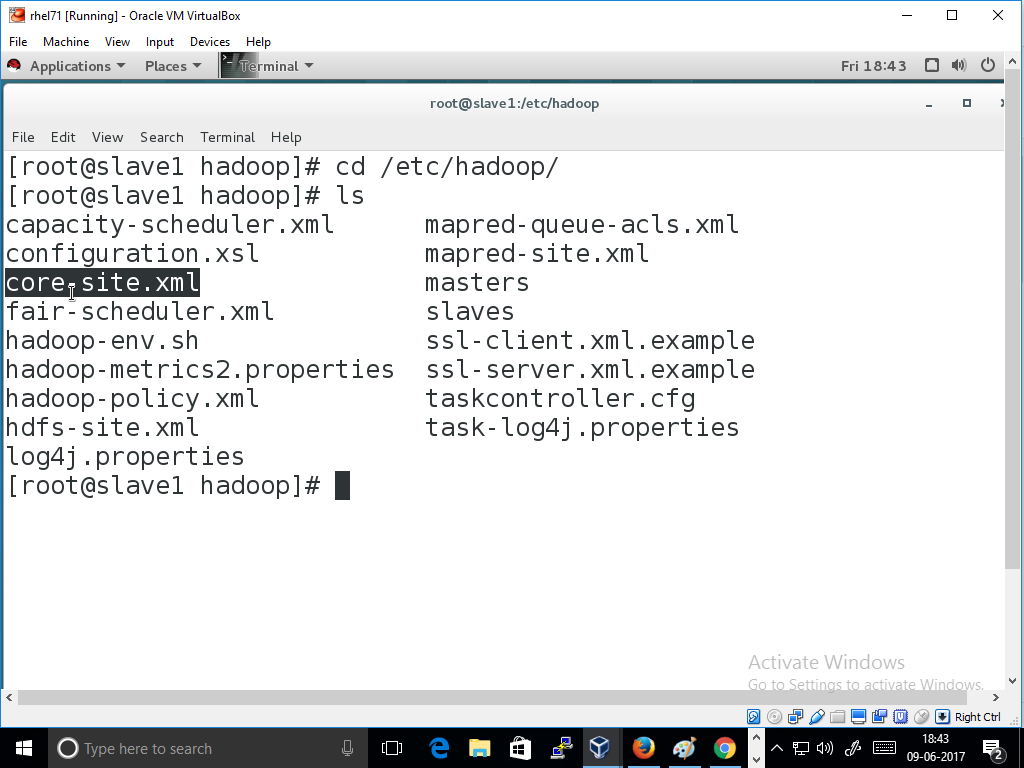 rhel71 [Running] - Oracle VM VirtualBox
File Machine View Input Devices Help
Applications Places Terminal Fri 18:43
root@slave1:/etc/hadoop
File Edit View Search Terminal Help
[root@slave1 hadoop]# cd /etc/hadoop/
[root@slave1 hadoop]# ls
capacity-scheduler.xml mapred-queue-acls.xml
configuration.xsl mapred-site.xml
core-site.xml masters
fair-scheduler.xml slaves
hadoop-env.sh ssl-client.xml.example
hadoop-metrics2.properties ssl-server.xml.example
hadoop-policy.xml taskcontroller.cfg
hdfs-site.xml task-log4j.properties
log4j.properties
[root@slave1 hadoop]#
Activate Windows
Go to Settings to activate Windows.
Right Ctrl
Type here to search
18:43
09-06-2017
2